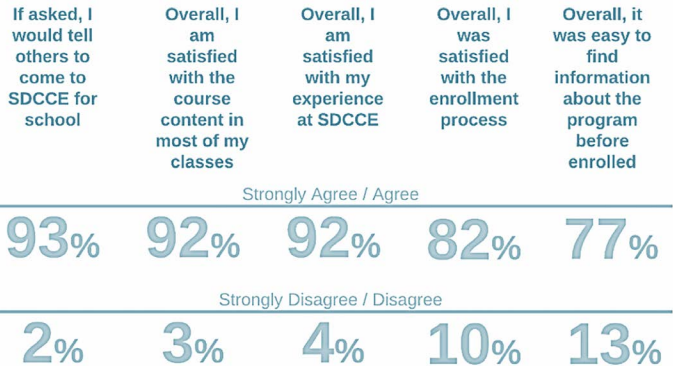 If asked, I
would tell
others to
come to
SDCCE for
school
Overall, I
am
satisfied
with the
course
content in
most of my
classes
Overall, I
am
satisfied
with my
experience
at SDCCE
Overall, I
was
satisfied
with the
enrollment
process
Overall, it
was easy to
find
information
about the
program
before
enrolled
Strongly Agree / Agree
93% 92% 92% 82% 77%
Strongly Disagree / Disagree
2% 3% 4% 10% 13%